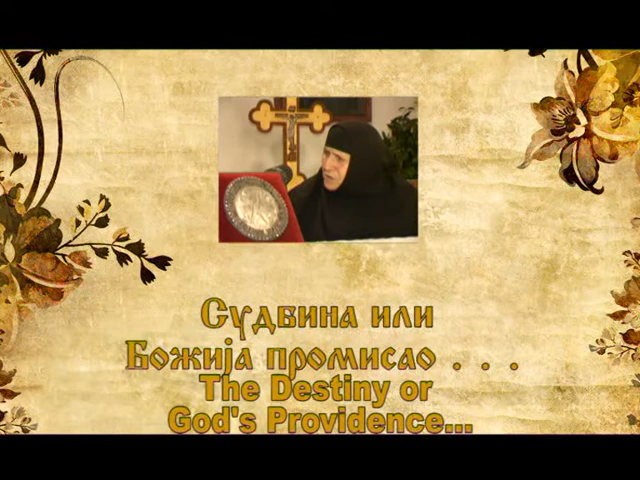 Судбина или
Божија промисао . . .
The Destiny or
God's Providence...